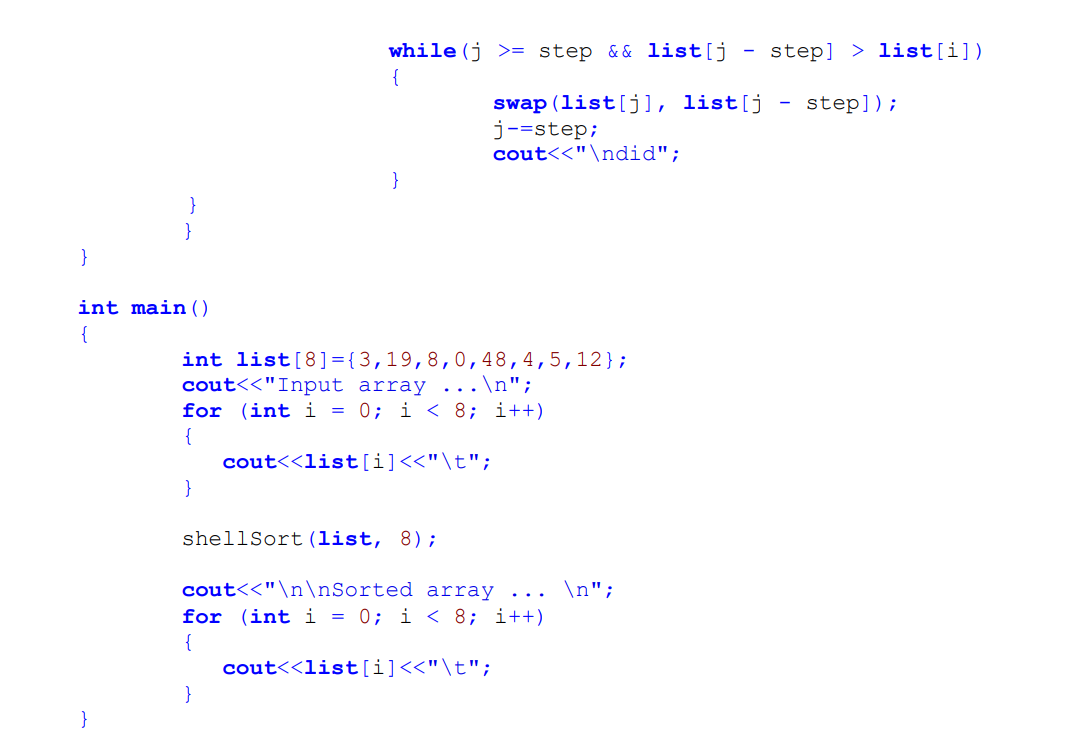 while(j >= step && list[j - step] > list[i])
{
swap(list[j], list[j - step]);
j-=step;
cout<<"\ndid";
}
}
}
}
int main()
{
int list[8]={3,19,8,0,48,4,5,12};
cout<<"Input array ...\n";
for (int i = 0; i < 8; i++)
{
cout<<list[i]<<"\t";
}
shellSort(list, 8);
cout<<"\n\nSorted array ... \n";
for (int i = 0; i < 8; i++)
{
cout<<list[i]<<"\t";
}
}